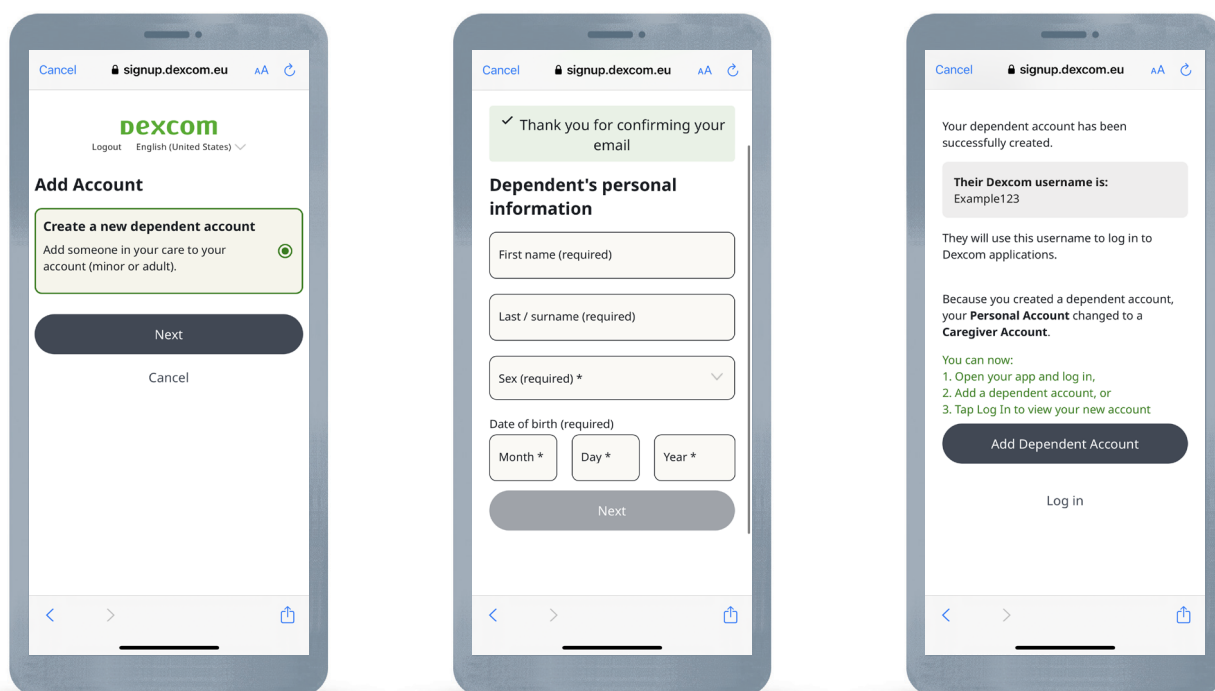 Cancel signup.dexcom.eu AA
Dexcom
Logout English (United States)
Add Account
Create a new dependent account
Add someone in your care to your
account (minor or adult).
Next
Cancel
Cancel signup.dexcom.eu AA
Thank you for confirming your
email
Dependent's personal
information
First name (required)
Last / surname (required)
Sex (required) *
Date of birth (required)
Month * Day * Year *
Next
Cancel signup.dexcom.eu AA
Your dependent account has been
successfully created.
Their Dexcom username is:
Example123
They will use this username to log in to
Dexcom applications.
Because you created a dependent account,
your Personal Account changed to a
Caregiver Account.
You can now:
1. Open your app and log in,
2. Add a dependent account, or
3. Tap Log In to view your new account
Add Dependent Account
Log in